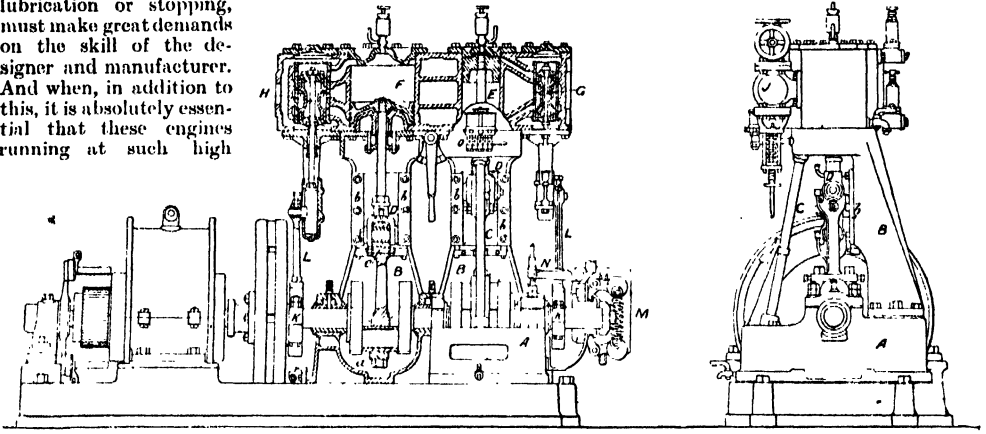 lubrication or stopping,
must make great demands
on the skill of the de-
signer and manufacturer.
And when, in addition to
this, it is absolutely essen-
tial that these engines
running at such high
H
F
E
G
O
D
b
h
b
h
C
D
L
C
B
B
L
N
K
K
M
A
a
J
C
h
B
A